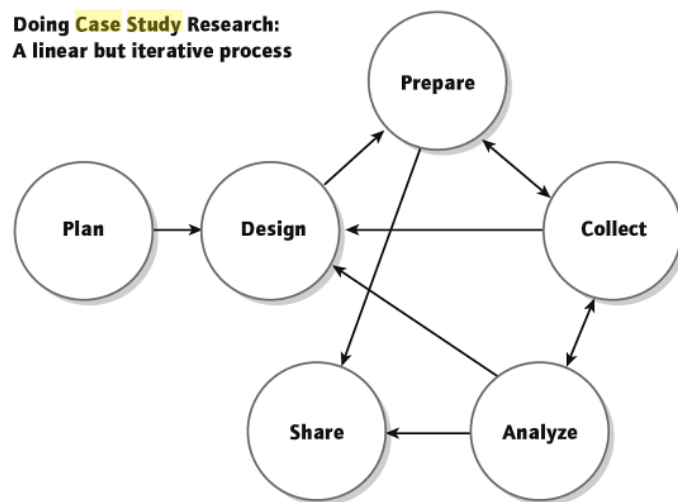 Doing Case Study Research:
A linear but iterative process
Prepare
Plan
Design
Collect
Share
Analyze